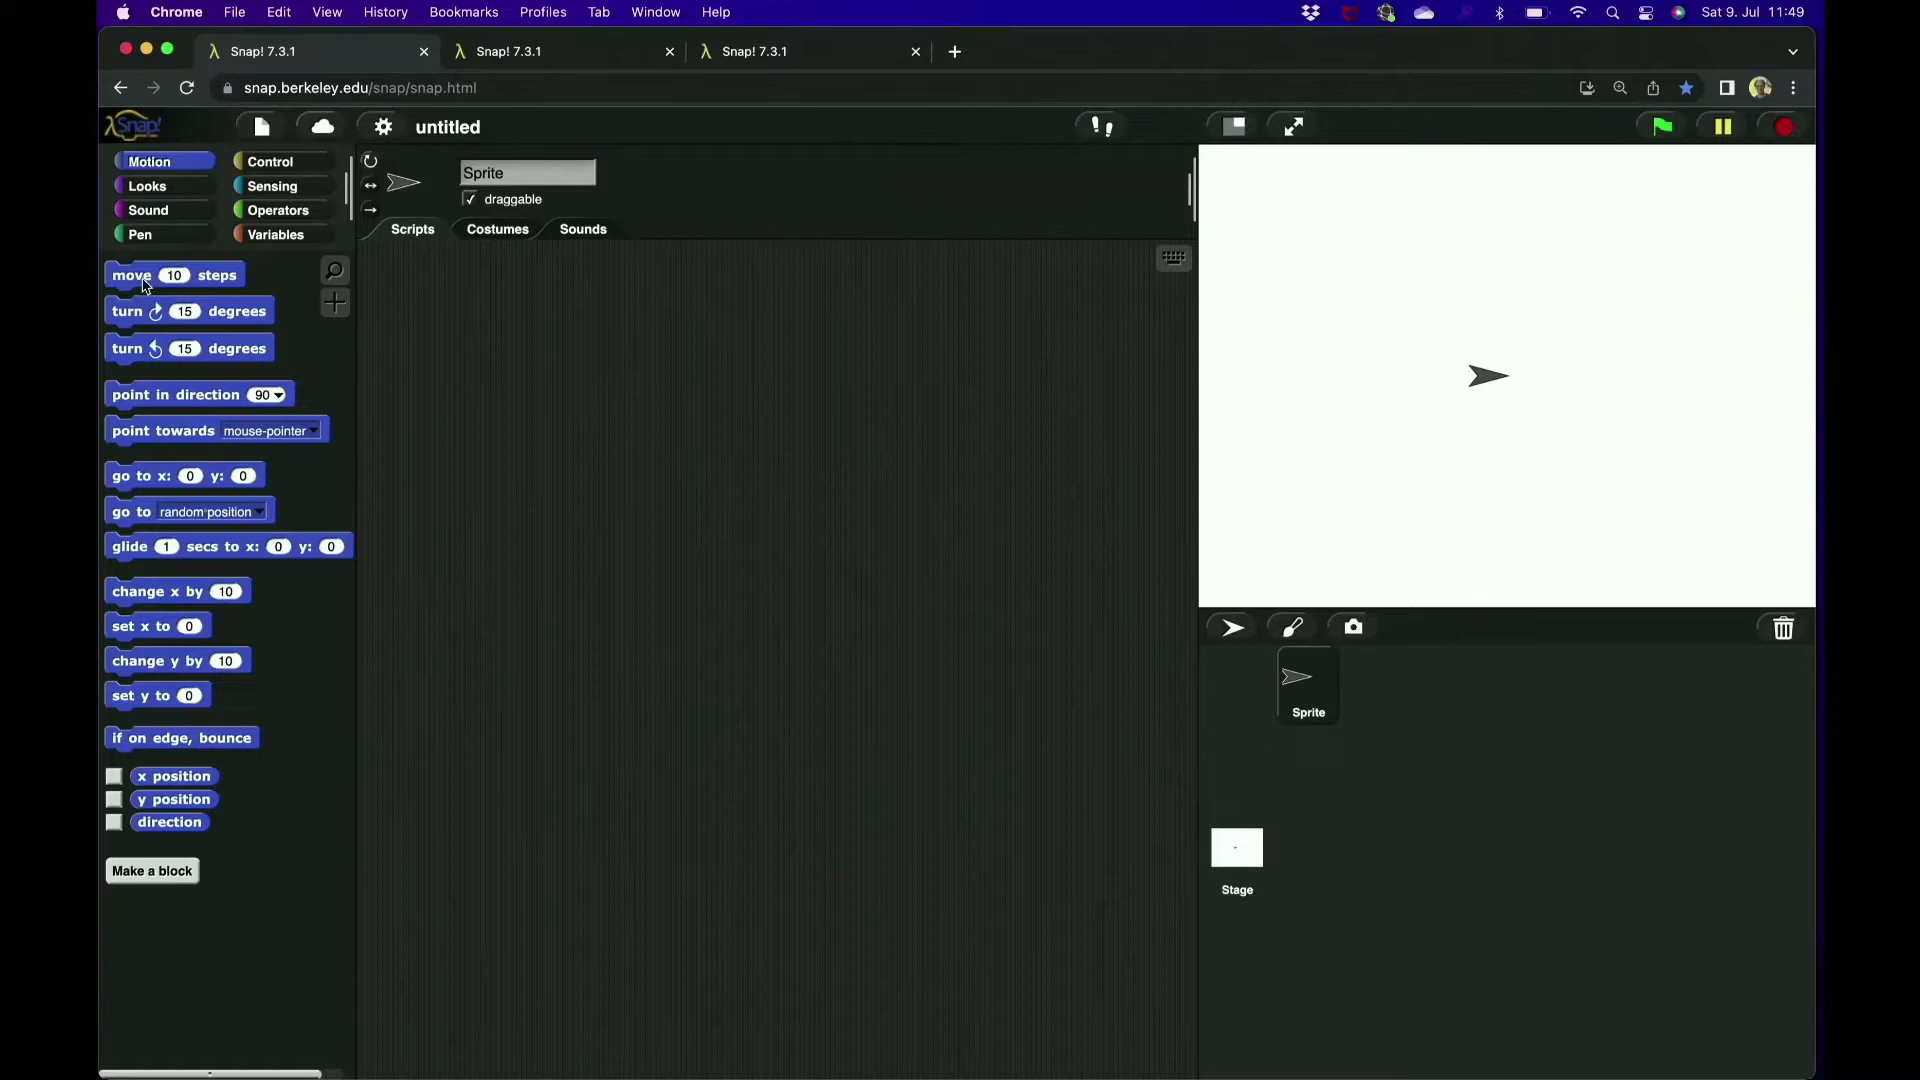 Chrome File Edit View History Bookmarks Profiles Tab Window Help Sat 9. Jul 11:49
Snap! 7.3.1 Snap! 7.3.1 Snap! 7.3.1
snap.berkeley.edu/snap/snap.html
Snap! untitled
Motion Control
Looks Sensing
Sound Operators
Pen Variables
Sprite
draggable
Scripts Costumes Sounds
move 10 steps
turn 15 degrees
turn 15 degrees
point in direction 90
point towards mouse-pointer
go to x: 0 y: 0
go to random position
glide 1 secs to x: 0 y: 0
change x by 10
set x to 0
change y by 10
set y to 0
if on edge, bounce
x position
y position
direction
Make a block
Sprite
Stage